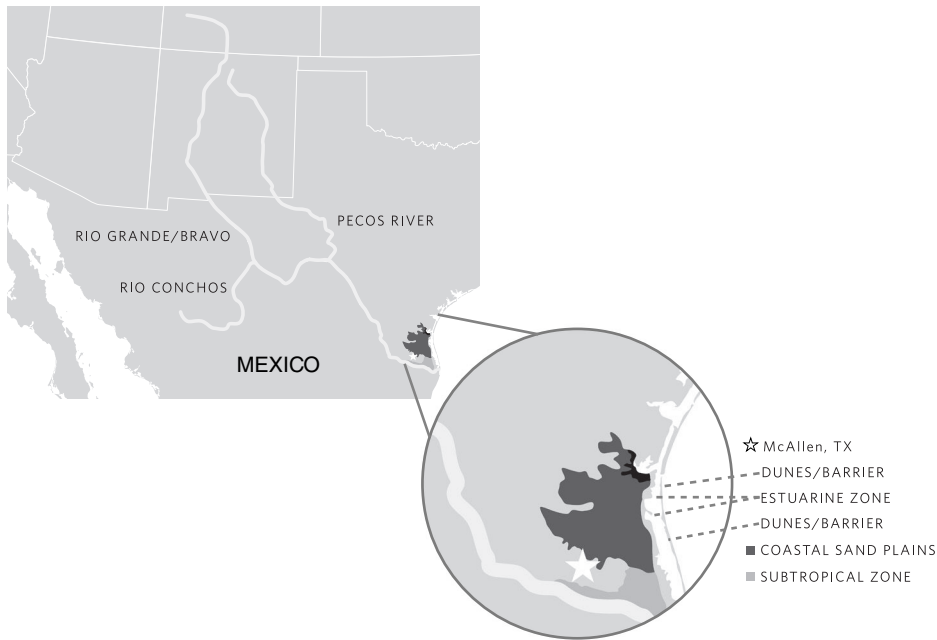 PECOS RIVER
RIO GRANDE/BRAVO
RIO CONCHOS
MEXICO
McAllen, TX
DUNES/BARRIER
ESTUARINE ZONE
DUNES/BARRIER
COASTAL SAND PLAINS
SUBTROPICAL ZONE